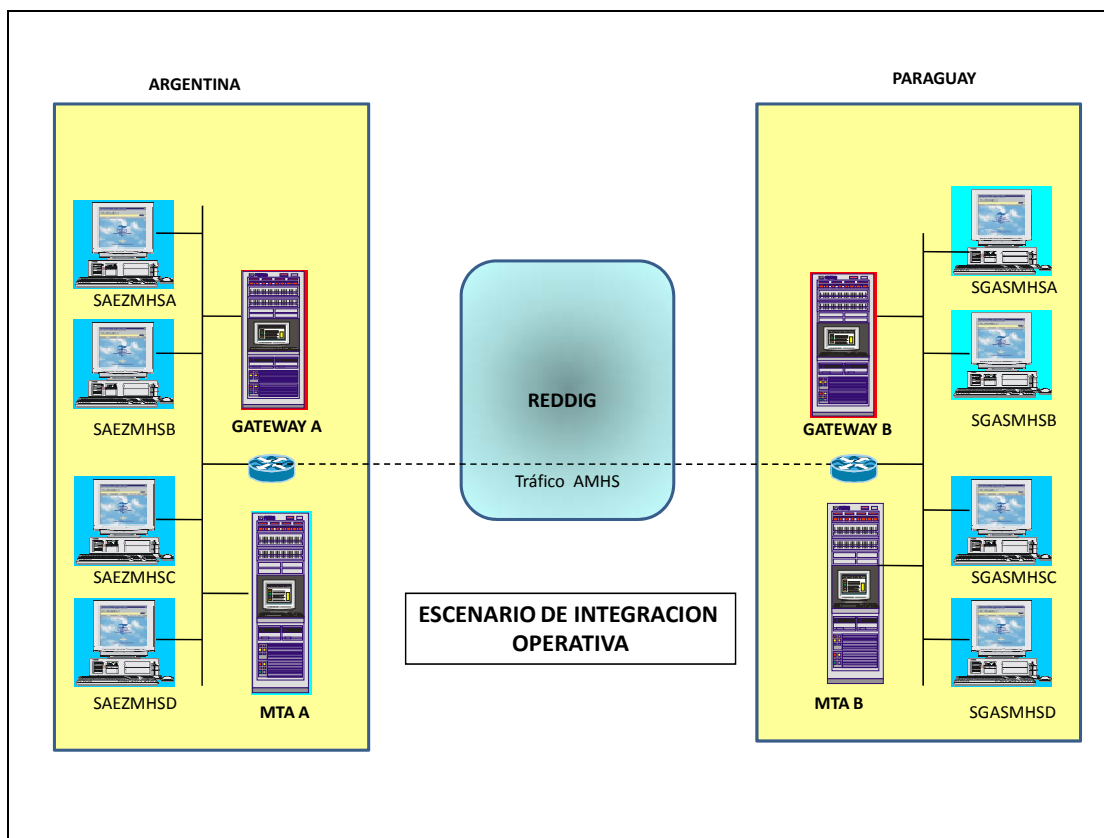 ARGENTINA
PARAGUAY
SAEZMHSA
SAEZMHSB
GATEWAY A
SAEZMHSC
SAEZMHSD
MTA A
REDDIG
Tráfico AMHS
ESCENARIO DE INTEGRACION
OPERATIVA
SGASMHSA
SGASMHSB
GATEWAY B
SGASMHSC
MTA B
SGASMHSD